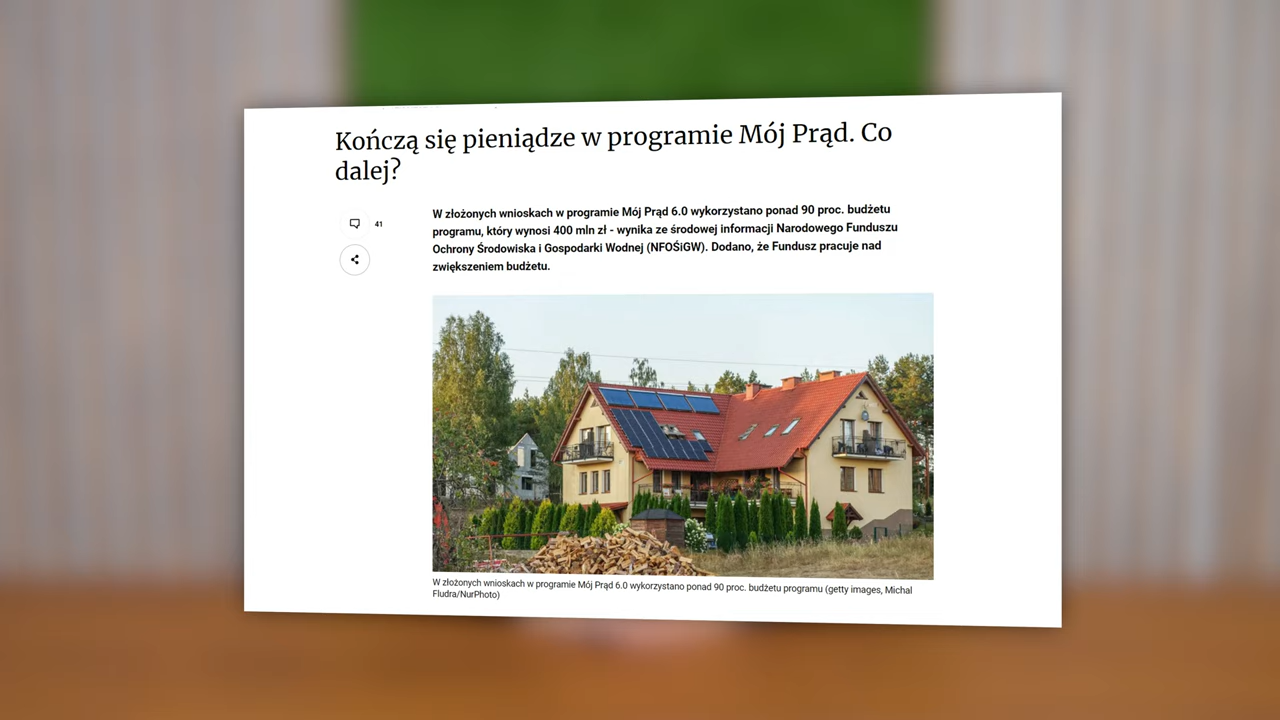 Kończą się pieniądze w programie Mój Prąd. Co
dalej?
41
W złożonych wnioskach w programie Mój Prąd 6.0 wykorzystano ponad 90 proc. budżetu
programu, który wynosi 400 mln zł - wynika ze środowej informacji Narodowego Funduszu
Ochrony Środowiska i Gospodarki Wodnej (NFOŚiGW). Dodano, że Fundusz pracuje nad
zwiększeniem budżetu.
W złożonych wnioskach w programie Mój Prąd 6.0 wykorzystano ponad 90 proc. budżetu programu (getty images, Michal
Fludra/NurPhoto)